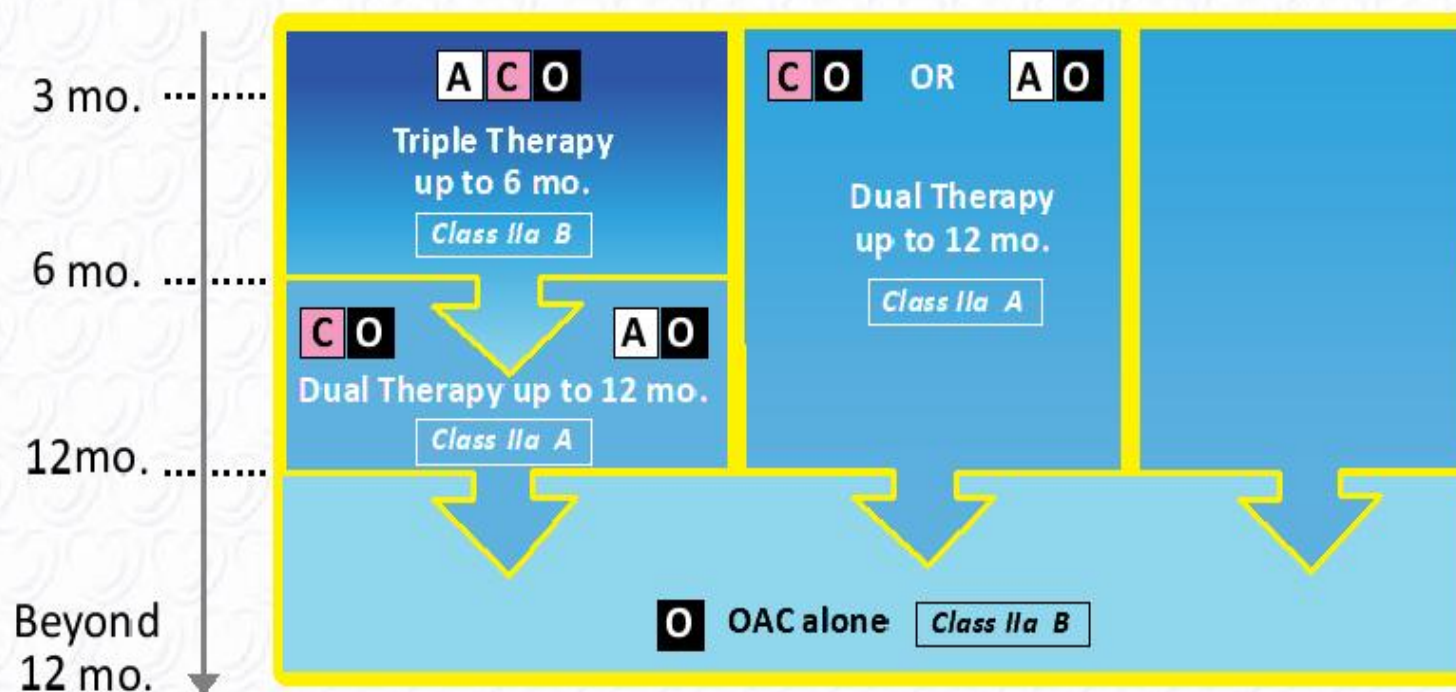 3 mo.
6 mo.
12mo.
Beyond
12 mo.
A C O
Triple Therapy
up to 6 mo.
Class IIa B
C O A O
Dual Therapy up to 12 mo.
Class IIa A
C O OR A O
Dual Therapy
up to 12 mo.
Class IIa A
O OAC alone Class IIa B